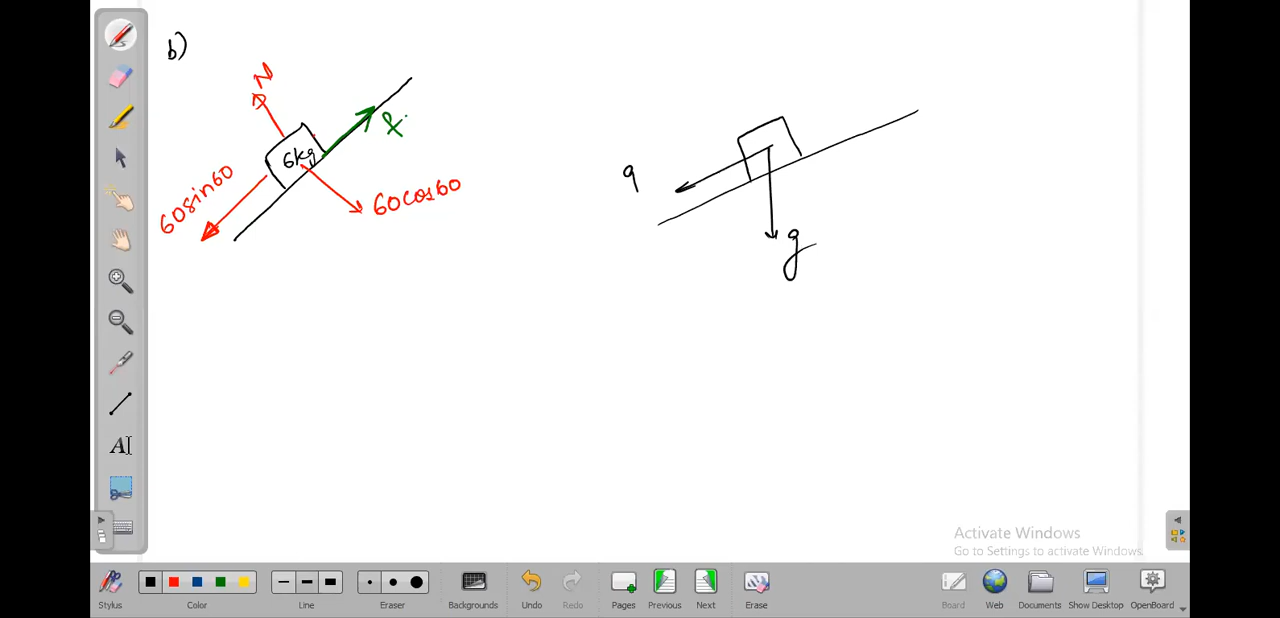 b)
N
6kg
f
60sin60
60cos60
a
g
A
Activate Windows
Go to Settings to activate Windows.
Stylus
Color
Line
Eraser
Backgrounds
Undo
Redo
Pages
Previous
Next
Erase
Board
Web
Documents
Show Desktop
OpenBoard